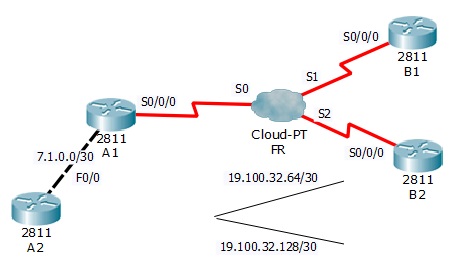 S0/0/0
2811
B1
S1
S0
S0/0/0
S2
2811
A1
Cloud-PT
FR
S0/0/0
2811
B2
7.1.0.0/30
F0/0
19.100.32.64/30
2811
A2
19.100.32.128/30